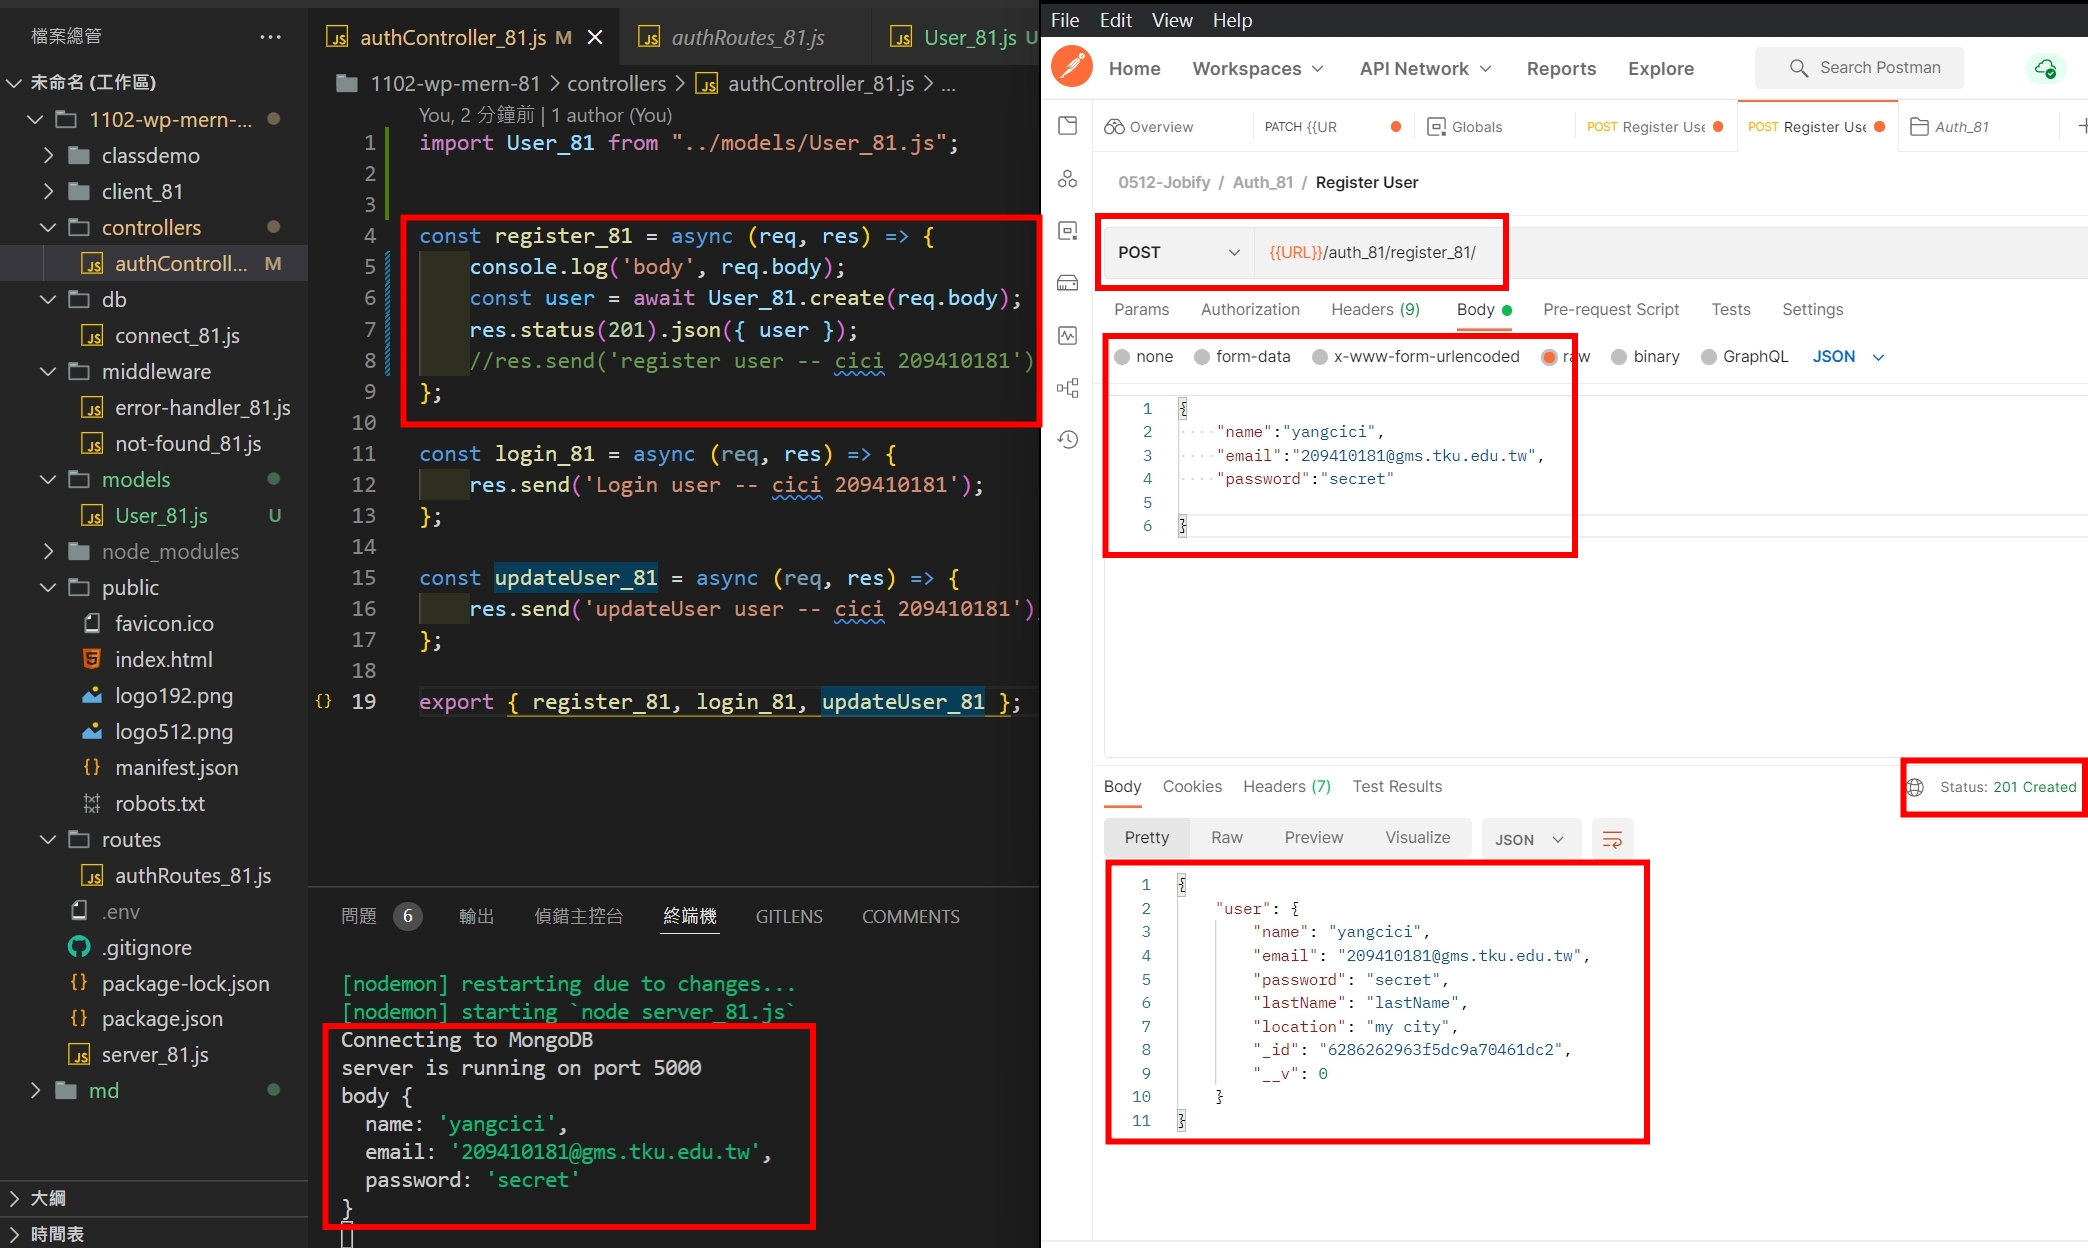 檔案總管
未命名 (工作區)
1102-wp-mern-...
classdemo
client_81
controllers
authControll... M
db
connect_81.js
middleware
error-handler_81.js
not-found_81.js
models
User_81.js U
node_modules
public
favicon.ico
index.html
logo192.png
logo512.png
manifest.json
robots.txt
routes
authRoutes_81.js
.env
.gitignore
package-lock.json
package.json
server_81.js
md
大綱
時間表
authController_81.js M
authRoutes_81.js
User_81.js U
1102-wp-mern-81 > controllers > authController_81.js > ...
You, 2 分鐘前 | 1 author (You)
1 import User_81 from "../models/User_81.js";
2
3
4 const register_81 = async (req, res) => {
5 console.log('body', req.body);
6 const user = await User_81.create(req.body);
7 res.status(201).json({ user });
8 //res.send('register user -- cici 209410181')
9 };
10
11 const login_81 = async (req, res) => {
12 res.send('Login user -- cici 209410181');
13 };
14
15 const updateUser_81 = async (req, res) => {
16 res.send('updateUser user -- cici 209410181')
17 };
18
19 export { register_81, login_81, updateUser_81 };
問題 6 輸出 偵錯主控台 終端機 GITLENS COMMENTS
[nodemon] restarting due to changes...
[nodemon] starting `node server_81.js`
Connecting to MongoDB
server is running on port 5000
body {
name: 'yangcici',
email: '209410181@gms.tku.edu.tw',
password: 'secret'
}
File Edit View Help
Home Workspaces API Network Reports Explore Search Postman
Overview PATCH {{UR Globals POST Register Use POST Register Use Auth_81
0512-Jobify / Auth_81 / Register User
POST {{URL}}/auth_81/register_81/
Params Authorization Headers (9) Body Pre-request Script Tests Settings
none form-data x-www-form-urlencoded raw binary GraphQL JSON
1 {
2 "name":"yangcici",
3 "email":"209410181@gms.tku.edu.tw",
4 "password":"secret"
5
6 }
Body Cookies Headers (7) Test Results Status: 201 Created
Pretty Raw Preview Visualize JSON
1 {
2 "user": {
3 "name": "yangcici",
4 "email": "209410181@gms.tku.edu.tw",
5 "password": "secret",
6 "lastName": "lastName",
7 "location": "my city",
8 "_id": "6286262963f5dc9a70461dc2",
9 "__v": 0
10 }
11 }